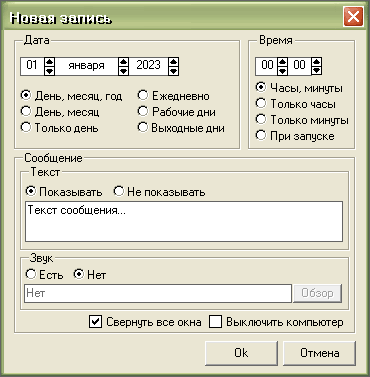 Новая запись
Дата
Время
01 января 2023
00 00
День, месяц, год
Ежедневно
День, месяц
Рабочие дни
Только день
Выходные дни
Часы, минуты
Только часы
Только минуты
При запуске
Сообщение
Текст
Показывать
Не показывать
Текст сообщения...
Звук
Есть
Нет
Нет
Обзор
Свернуть все окна
Выключить компьютер
Ok
Отмена